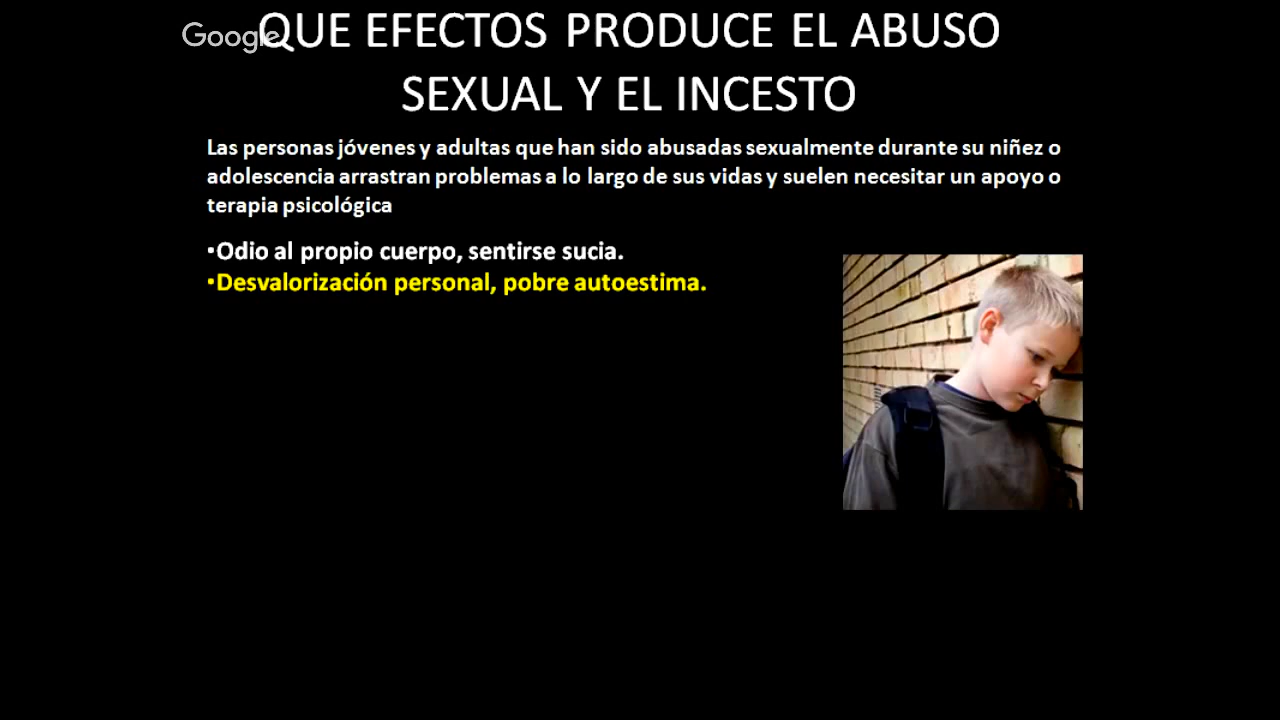 Google
QUE EFECTOS PRODUCE EL ABUSO
SEXUAL Y EL INCESTO
Las personas jóvenes y adultas que han sido abusadas sexualmente durante su niñez o
adolescencia arrastran problemas a lo largo de sus vidas y suelen necesitar un apoyo o
terapia psicológica
•Odio al propio cuerpo, sentirse sucia.
•Desvalorización personal, pobre autoestima.